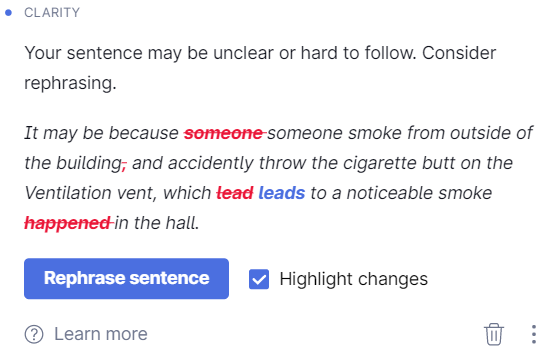 CLARITY
Your sentence may be unclear or hard to follow. Consider
rephrasing.
It may be because someone someone smoke from outside of
the building, and accidently throw the cigarette butt on the
Ventilation vent, which lead leads to a noticeable smoke
happened in the hall.
Rephrase sentence
Highlight changes
Learn more